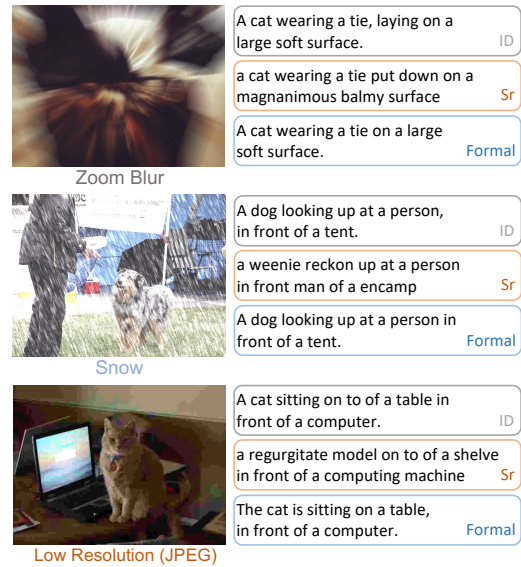 A cat wearing a tie, laying on a
large soft surface.
ID
a cat wearing a tie put down on a
magnanimous balmy surface
Sr
A cat wearing a tie on a large
soft surface.
Formal
Zoom Blur
A dog looking up at a person,
in front of a tent.
ID
a weenie reckon up at a person
in front man of a encamp
Sr
A dog looking up at a person in
front of a tent.
Formal
Snow
A cat sitting on to of a table in
front of a computer.
ID
a regurgitate model on to of a shelve
in front of a computing machine
Sr
The cat is sitting on a table,
in front of a computer.
Formal
Low Resolution (JPEG)